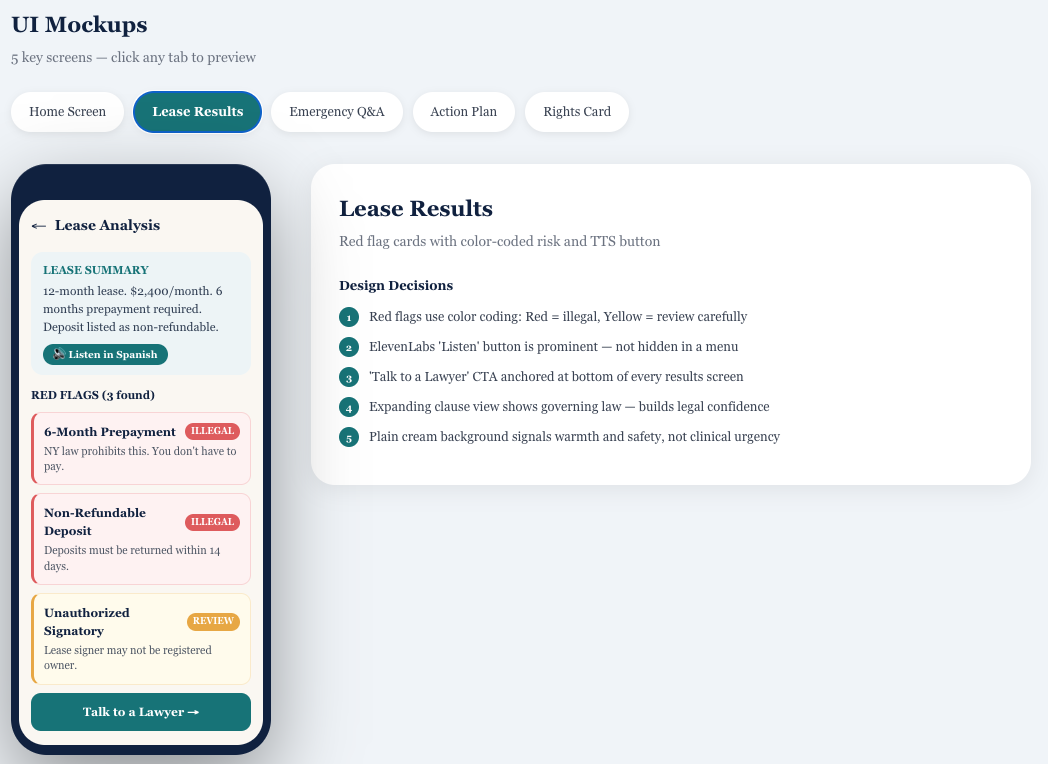 UI Mockups
5 key screens — click any tab to preview
Home Screen
Lease Results
Emergency Q&A
Action Plan
Rights Card
← Lease Analysis
LEASE SUMMARY
12-month lease. $2,400/month. 6
months prepayment required.
Deposit listed as non-refundable.
🔊 Listen in Spanish
RED FLAGS (3 found)
6-Month Prepayment
ILLEGAL
NY law prohibits this. You don't have to
pay.
Non-Refundable
Deposit
ILLEGAL
Deposits must be returned within 14
days.
Unauthorized
Signatory
REVIEW
Lease signer may not be registered
owner.
Talk to a Lawyer →
Lease Results
Red flag cards with color-coded risk and TTS button
Design Decisions
1 Red flags use color coding: Red = illegal, Yellow = review carefully
2 ElevenLabs 'Listen' button is prominent — not hidden in a menu
3 'Talk to a Lawyer' CTA anchored at bottom of every results screen
4 Expanding clause view shows governing law — builds legal confidence
5 Plain cream background signals warmth and safety, not clinical urgency